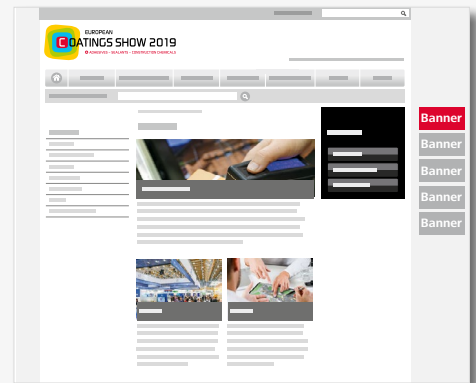 EUROPEAN
COATINGS SHOW 2019
ADHESIVES – SEALANTS – CONSTRUCTION CHEMICALS
Banner
Banner
Banner
Banner
Banner